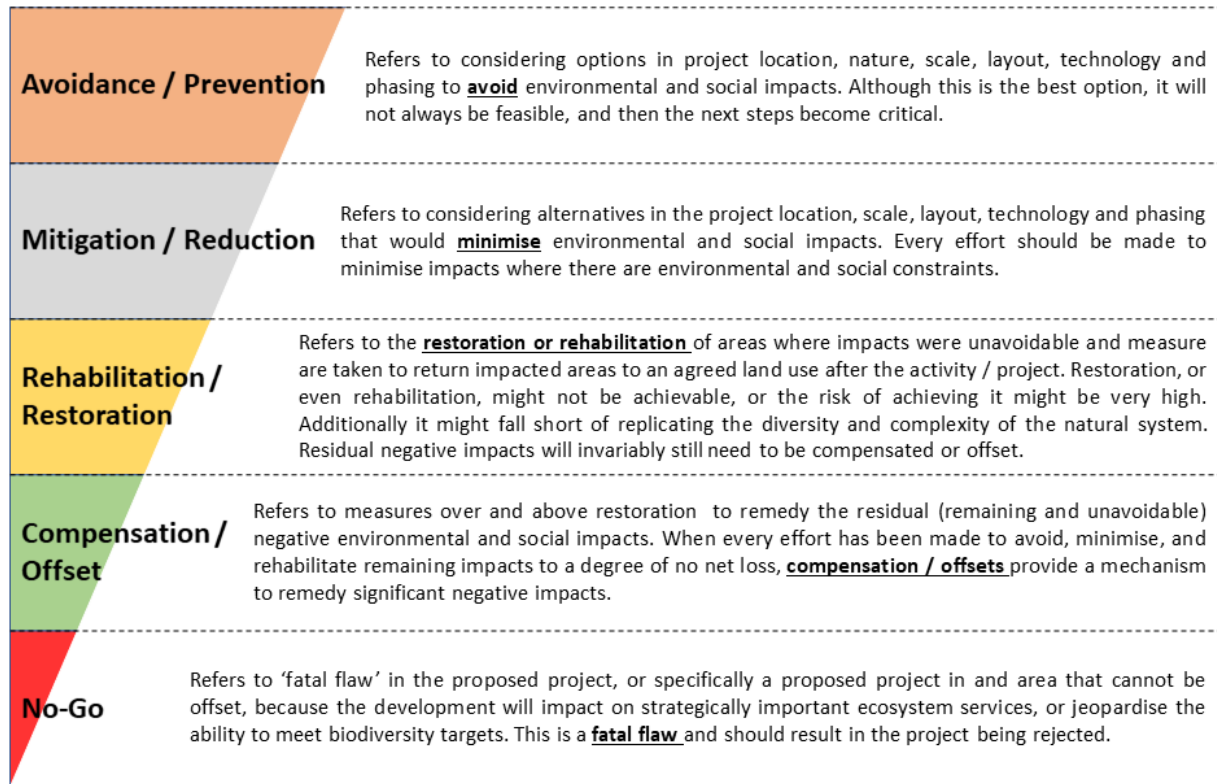 Avoidance / Prevention
Refers to considering options in project location, nature, scale, layout, technology and
phasing to avoid environmental and social impacts. Although this is the best option, it will
not always be feasible, and then the next steps become critical.
Mitigation / Reduction
Refers to considering alternatives in the project location, scale, layout, technology and phasing
that would minimise environmental and social impacts. Every effort should be made to
minimise impacts where there are environmental and social constraints.
Rehabilitation /
Restoration
Refers to the restoration or rehabilitation of areas where impacts were unavoidable and measure
are taken to return impacted areas to an agreed land use after the activity / project. Restoration, or
even rehabilitation, might not be achievable, or the risk of achieving it might be very high.
Additionally it might fall short of replicating the diversity and complexity of the natural system.
Residual negative impacts will invariably still need to be compensated or offset.
Compensation /
Offset
Refers to measures over and above restoration to remedy the residual (remaining and unavoidable)
negative environmental and social impacts. When every effort has been made to avoid, minimise, and
rehabilitate remaining impacts to a degree of no net loss, compensation / offsets provide a mechanism
to remedy significant negative impacts.
No-Go
Refers to ‘fatal flaw’ in the proposed project, or specifically a proposed project in and area that cannot be
offset, because the development will impact on strategically important ecosystem services, or jeopardise the
ability to meet biodiversity targets. This is a fatal flaw and should result in the project being rejected.